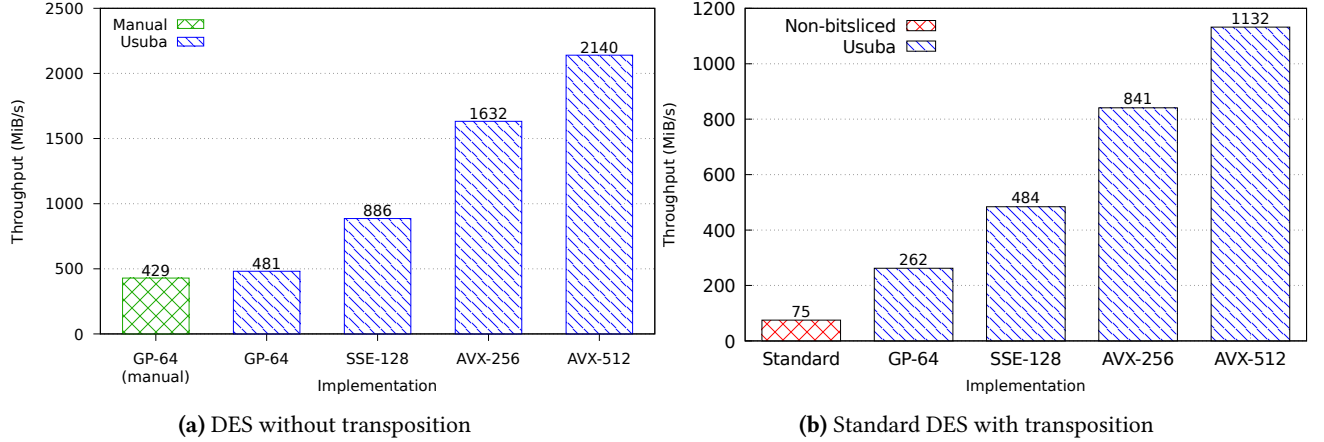 Throughput (MiB/s)
2500
2000
1500
1000
500
0
Manual
Usuba
429
481
886
1632
2140
GP-64
(manual)
GP-64
SSE-128
AVX-256
AVX-512
Implementation
(a) DES without transposition
Throughput (MiB/s)
1200
1000
800
600
400
200
0
Non-bitsliced
Usuba
75
262
484
841
1132
Standard
GP-64
SSE-128
AVX-256
AVX-512
Implementation
(b) Standard DES with transposition